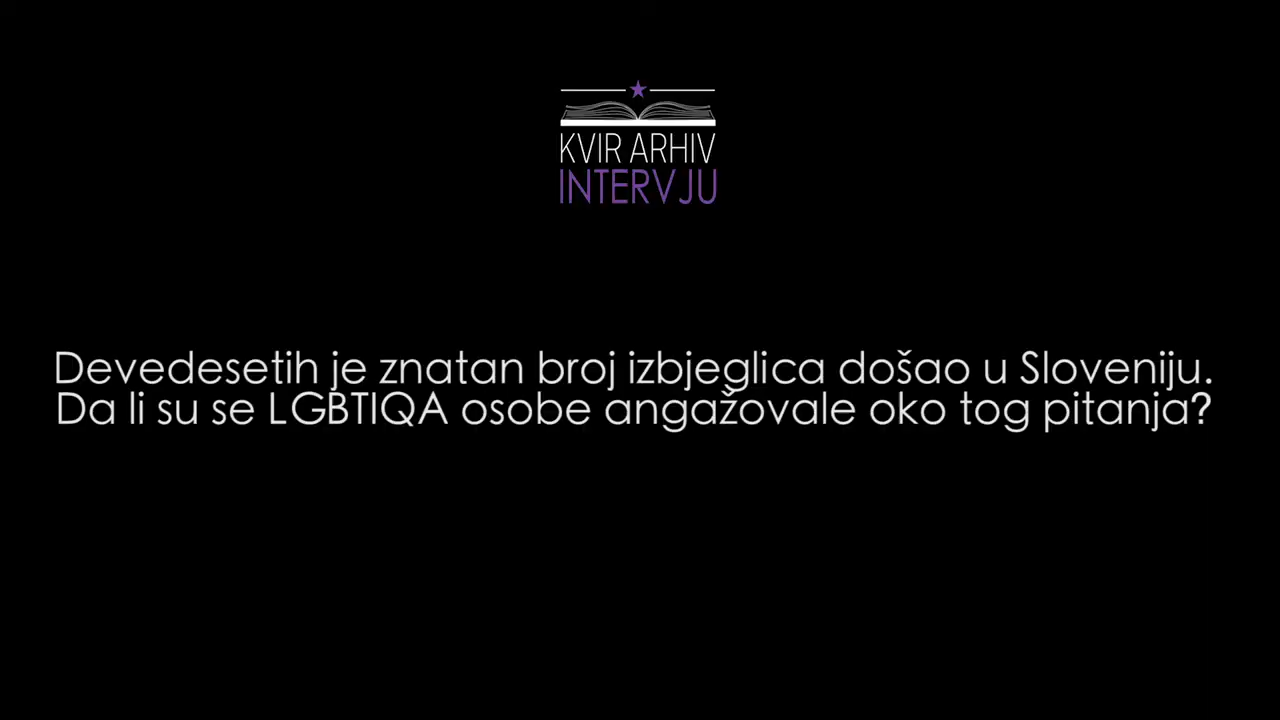 KVIR ARHIV
INTERVJU
Devedesetih je znatan broj izbjeglica došao u Sloveniju.
Da li su se LGBTIQA osobe angažovale oko tog pitanja?